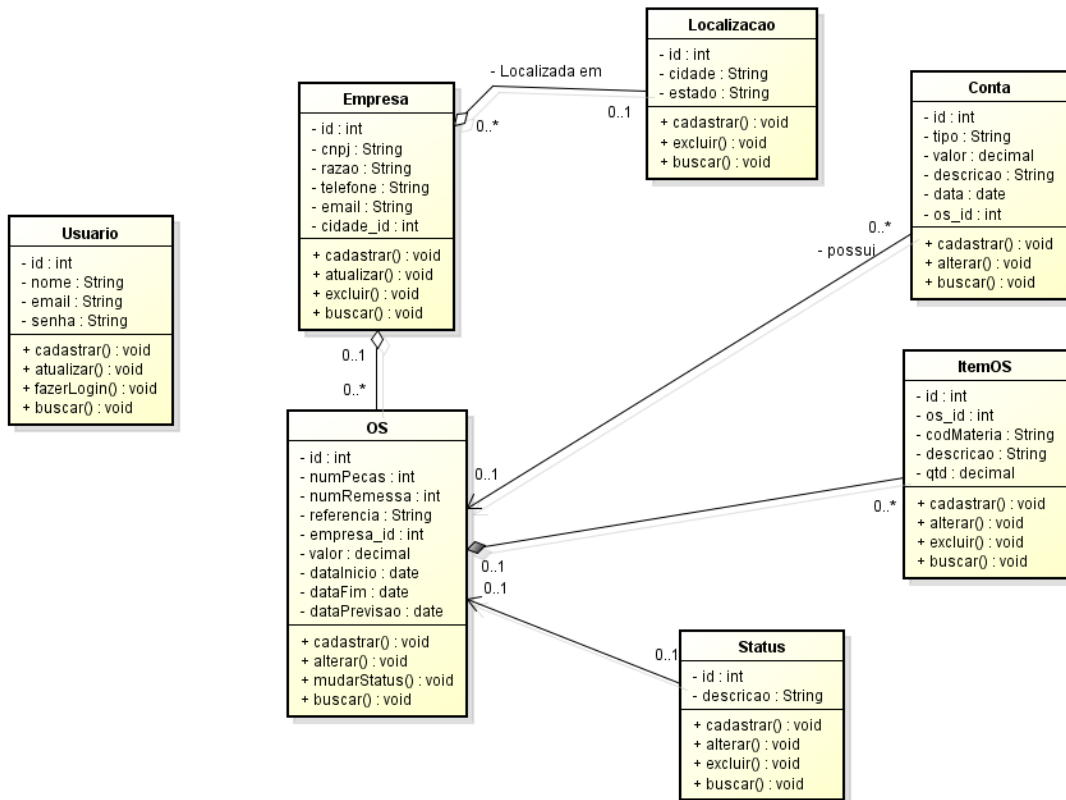 Localizacao
- id : int
- cidade : String
- estado : String
+ cadastrar() : void
+ excluir() : void
+ buscar() : void
- Localizada em
0..*
0..1
Empresa
- id : int
- cnpj : String
- razao : String
- telefone : String
- email : String
- cidade_id : int
+ cadastrar() : void
+ atualizar() : void
+ excluir() : void
+ buscar() : void
Conta
- id : int
- tipo : String
- valor : decimal
- descricao : String
- data : date
- os_id : int
+ cadastrar() : void
+ alterar() : void
+ buscar() : void
0..*
- possui
0..1
Usuario
- id : int
- nome : String
- email : String
- senha : String
+ cadastrar() : void
+ atualizar() : void
+ fazerLogin() : void
+ buscar() : void
0..1
0..*
OS
- id : int
- numPecas : int
- numRemessa : int
- referencia : String
- empresa_id : int
- valor : decimal
- dataInicio : date
- dataFim : date
- dataPrevisao : date
+ cadastrar() : void
+ alterar() : void
+ mudarStatus() : void
+ buscar() : void
ItemOS
- id : int
- os_id : int
- codMateria : String
- descricao : String
- qtd : decimal
+ cadastrar() : void
+ alterar() : void
+ excluir() : void
+ buscar() : void
0..*
0..1
0..1
0..1
Status
- id : int
- descricao : String
+ cadastrar() : void
+ alterar() : void
+ excluir() : void
+ buscar() : void